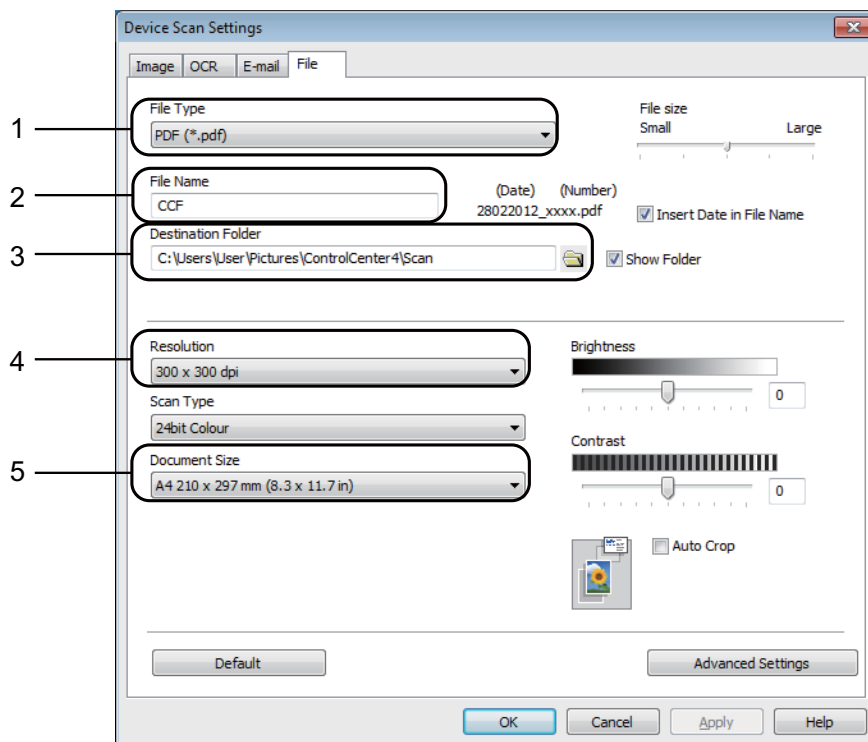 Device Scan Settings
Image OCR E-mail File
1
File Type
PDF (*.pdf)
File size
Small Large
2
File Name
CCF
(Date) (Number)
28022012_xxxx.pdf
Insert Date in File Name
3
Destination Folder
C:\Users\User\Pictures\ControlCenter4\Scan
Show Folder
4
Resolution
300 x 300 dpi
Brightness
0
Scan Type
24bit Colour
Contrast
0
5
Document Size
A4 210 x 297 mm (8.3 x 11.7 in)
Auto Crop
Default
Advanced Settings
OK Cancel Apply Help